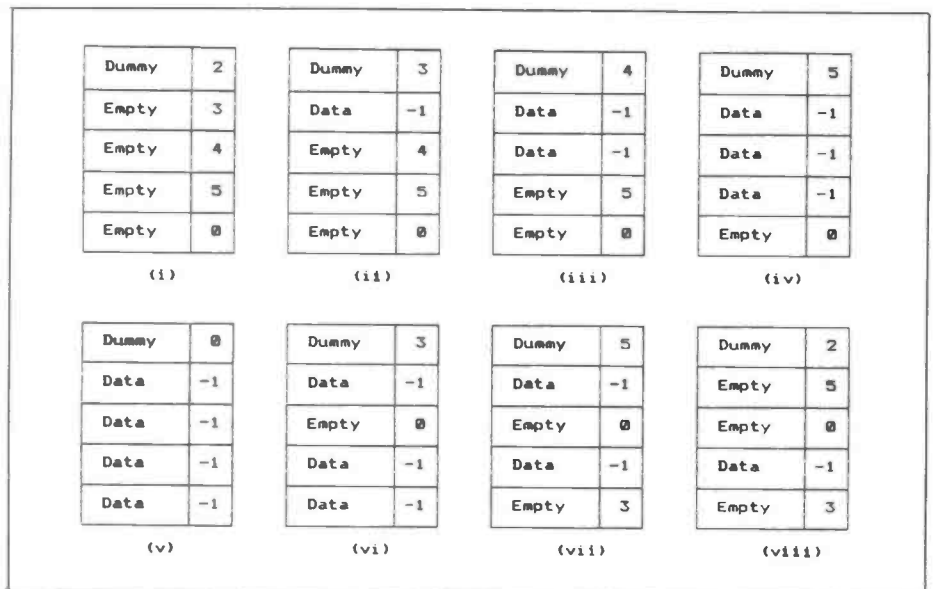 Dummy 2 Dummy 3 Dummy 4 Dummy 5
Empty 3 Data -1 Data -1 Data -1
Empty 4 Empty 4 Data -1 Data -1
Empty 5 Empty 5 Empty 5 Data -1
Empty 0 Empty 0 Empty 0 Empty 0
(i) (ii) (iii) (iv)
Dummy 0 Dummy 3 Dummy 5 Dummy 2
Data -1 Data -1 Data -1 Empty 5
Data -1 Empty 0 Empty 0 Empty 0
Data -1 Data -1 Data -1 Data -1
Data -1 Data -1 Empty 3 Empty 3
(v) (vi) (vii) (viii)